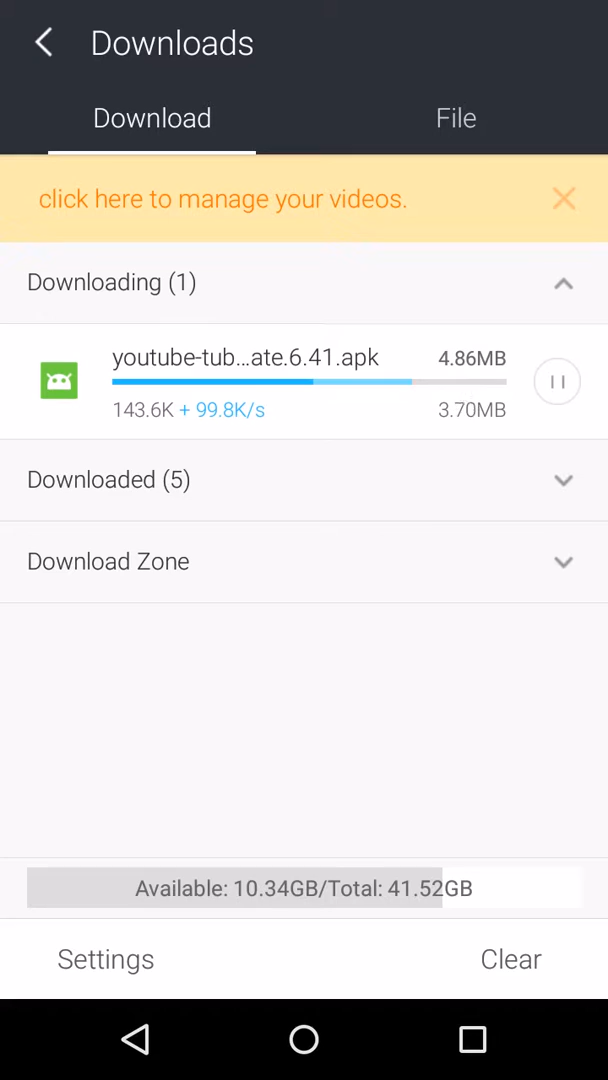 Downloads
Download
File
click here to manage your videos.
Downloading (1)
youtube-tub...ate.6.41.apk
4.86MB
143.6K + 99.8K/s
3.70MB
Downloaded (5)
Download Zone
Available: 10.34GB/Total: 41.52GB
Settings
Clear